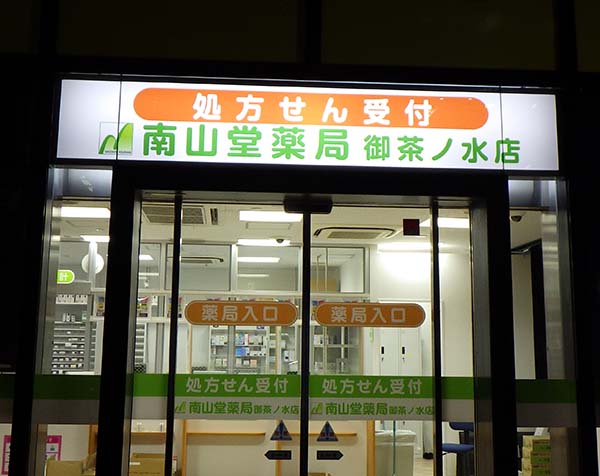 処方せん受付
南山堂薬局 御茶ノ水店
薬局入口 薬局入口
処方せん受付 処方せん受付
南山堂薬局 御茶ノ水店 南山堂薬局 御茶ノ水店